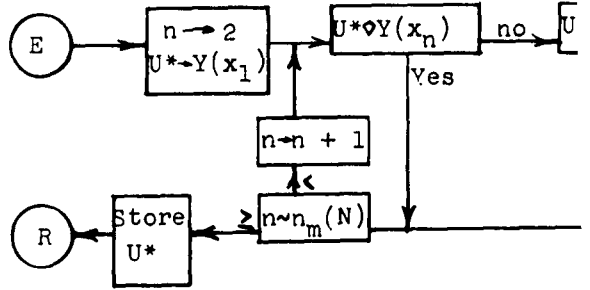 E
n → 2
U*→Y(x₁)
U*◊Y(xₙ)
no
U
Yes
n→n + 1
<
R
Store
U*
≥
n~nₘ(N)